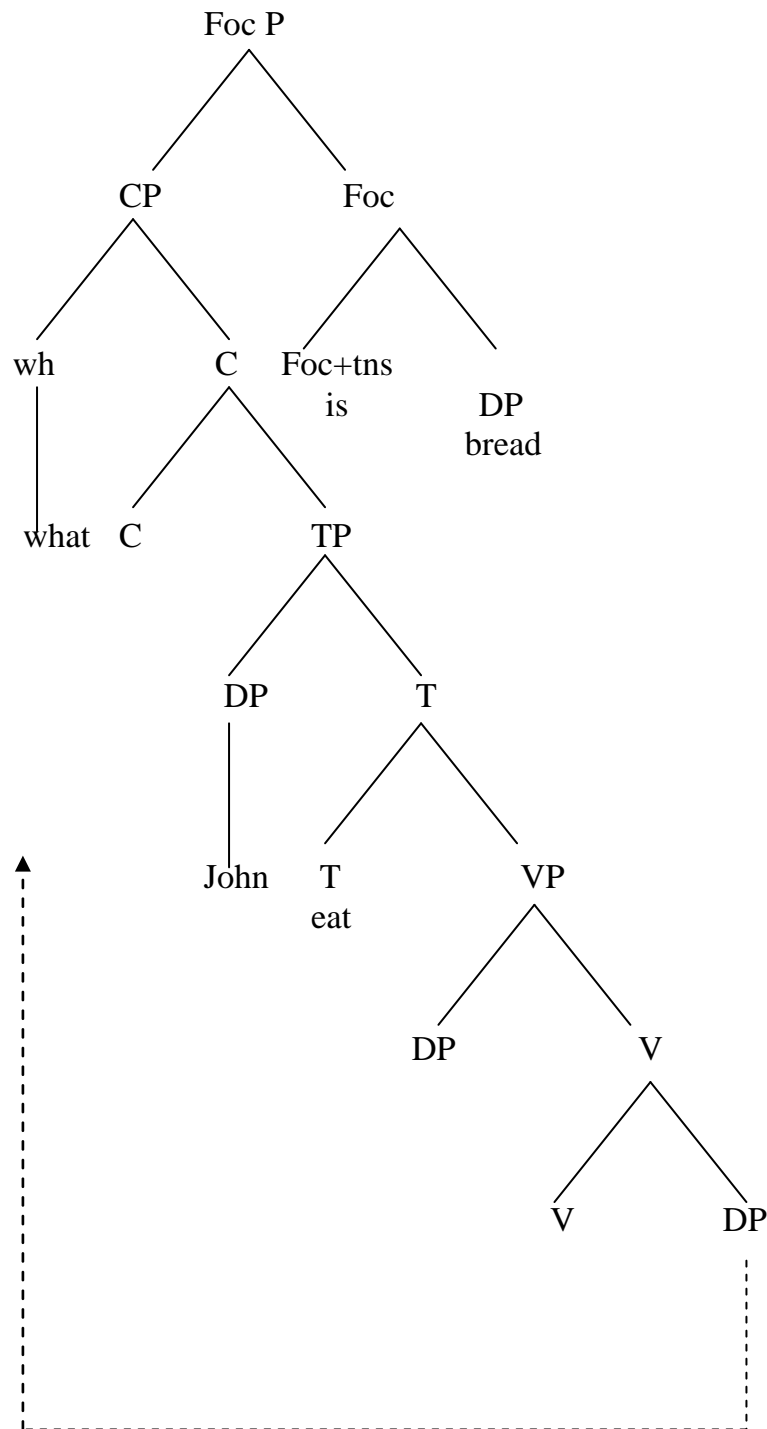 Foc P
CP Foc
wh C Foc+tns
is DP
bread
what C TP
DP T
John T VP
eat
DP V
V DP